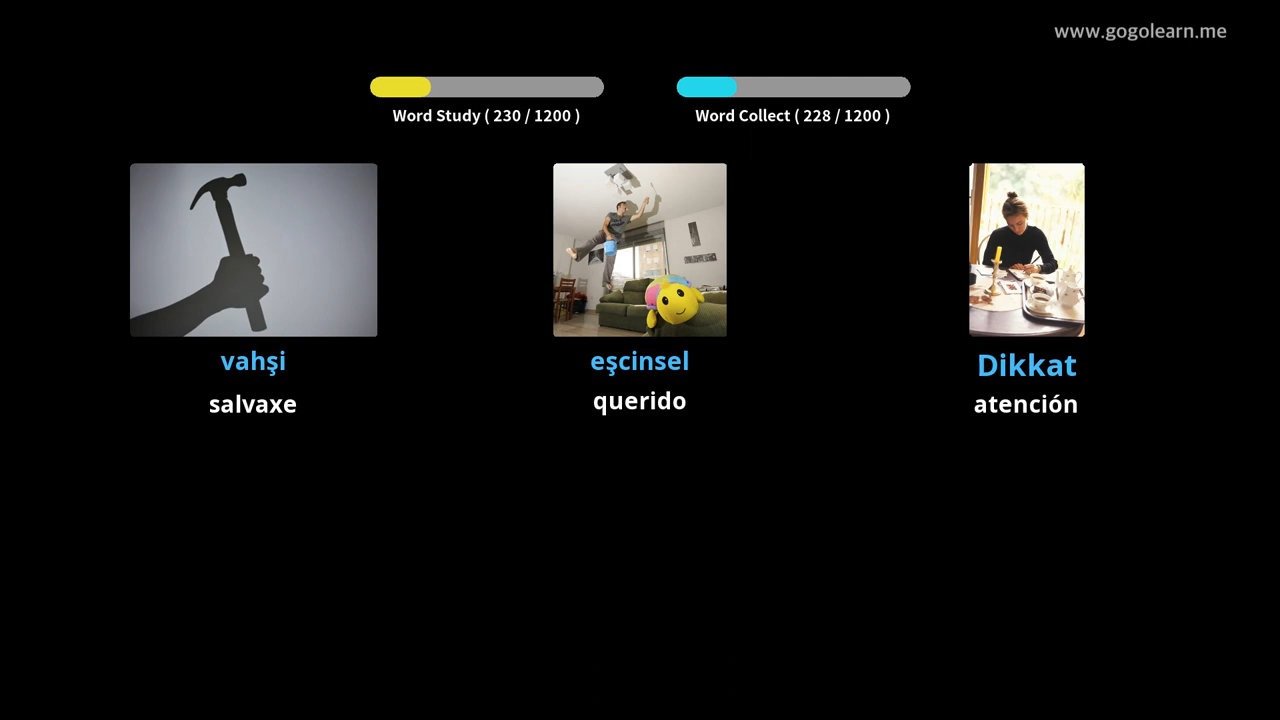 www.gogolearn.me
Word Study ( 230 / 1200 )
Word Collect ( 228 / 1200 )
vahşi
eşcinsel
Dikkat
salvaxe
querido
atención